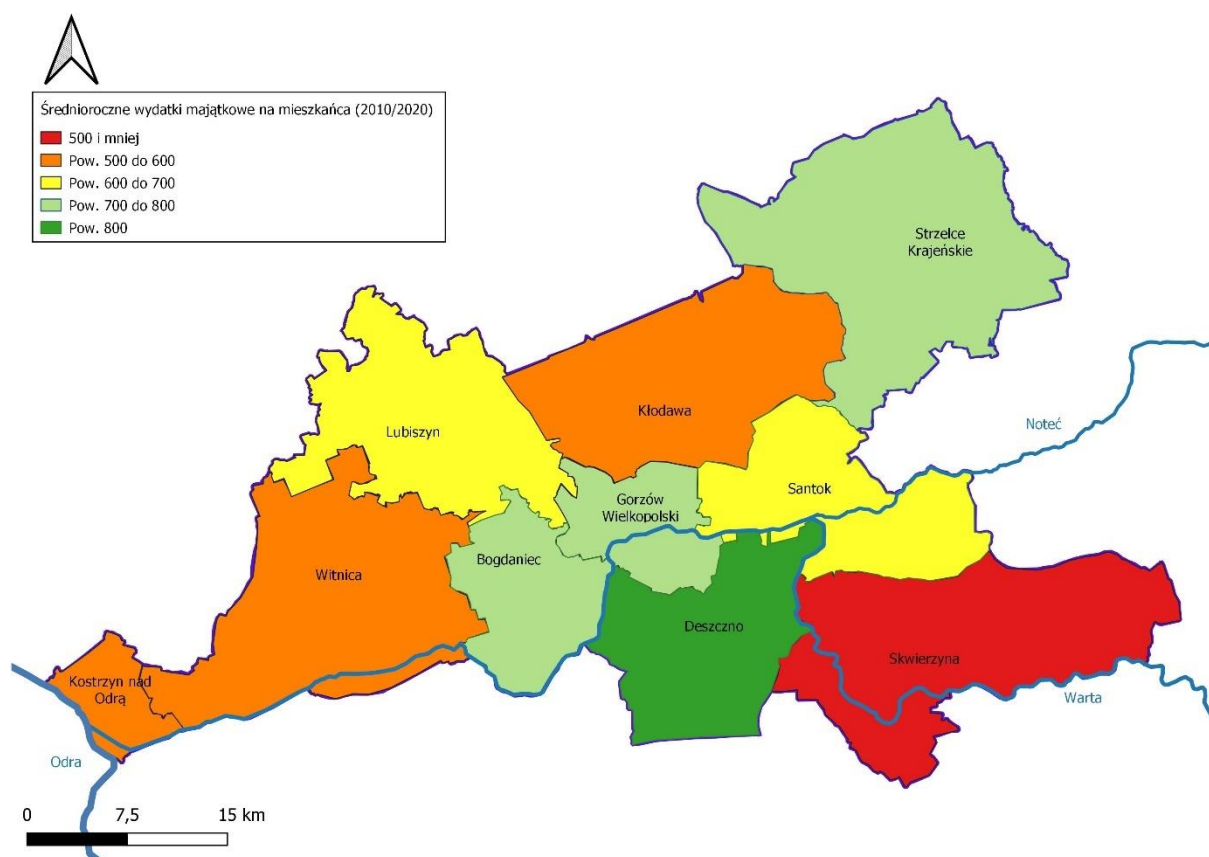 Średnioroczne wydatki majątkowe na mieszkańca (2010/2020)
500 i mniej
Pow. 500 do 600
Pow. 600 do 700
Pow. 700 do 800
Pow. 800
Strzelce
Krajeńskie
Kłodawa
Noteć
Lubiszyn
Santok
Gorzów
Wielkopolski
Bogdaniec
Witnica
Deszczno
Skwierzyna
Kostrzyn nad
Odrą
Warta
Odra
0 7,5 15 km